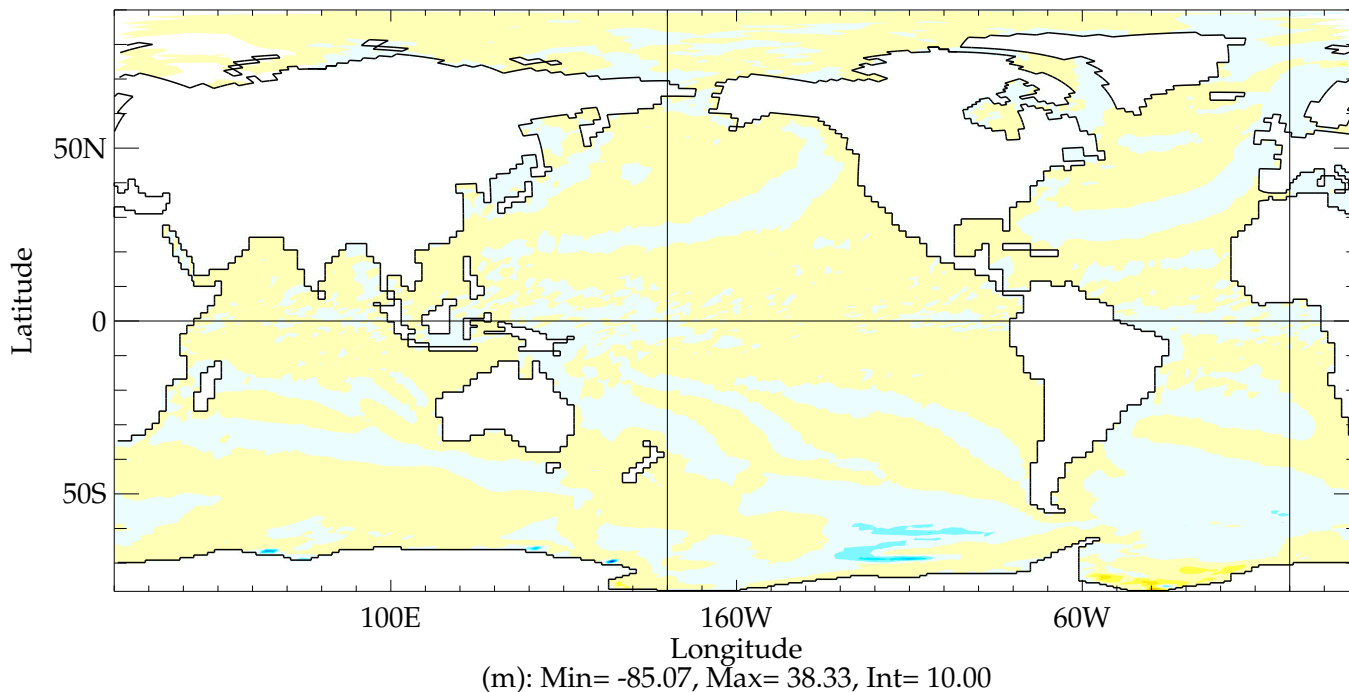 50N
0
50S
Latitude
100E
160W
60W
Longitude
(m): Min= -85.07, Max= 38.33, Int= 10.00